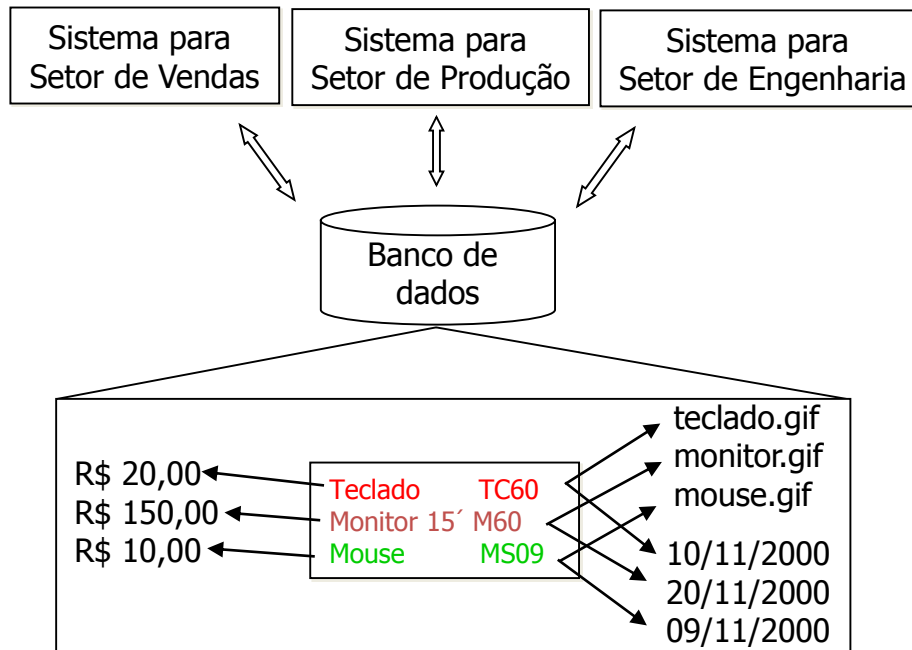 Sistema para
Setor de Vendas
Sistema para
Setor de Produção
Sistema para
Setor de Engenharia
Banco de
dados
R$ 20,00
R$ 150,00
R$ 10,00
Teclado TC60
Monitor 15´ M60
Mouse MS09
teclado.gif
monitor.gif
mouse.gif
10/11/2000
20/11/2000
09/11/2000